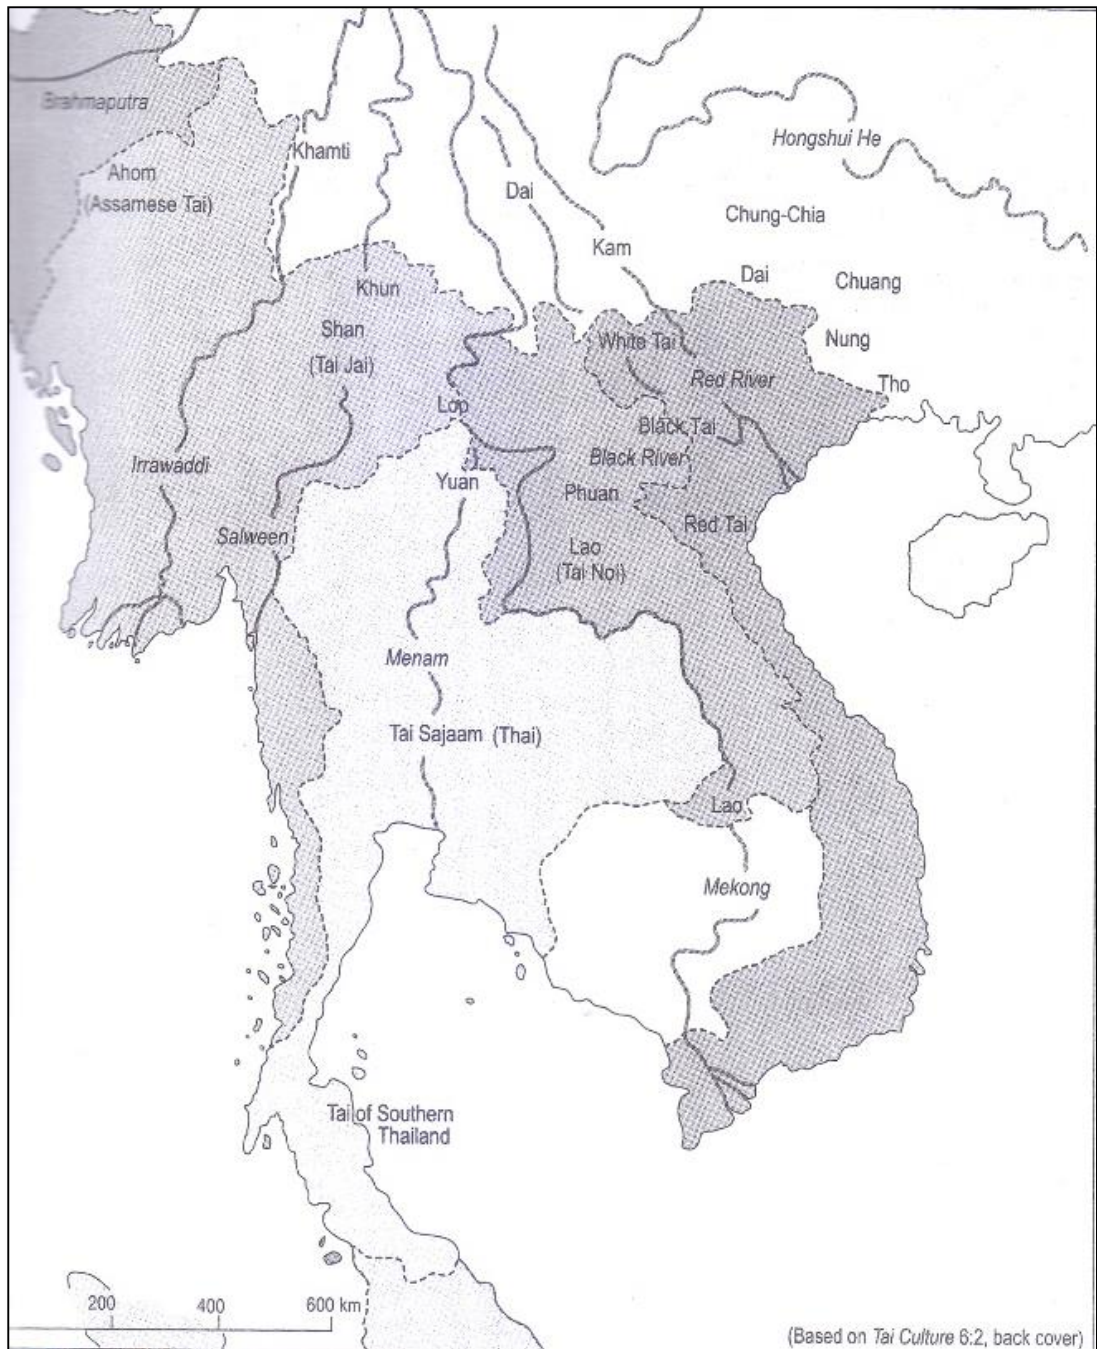 Brahmaputra
Hongshui He
Khamti
Ahom
(Assamese Tai)
Dai
Chung-Chia
Kam
Dai
Chuang
Khun
Shan
(Tai Jai)
White Tai
Nung
Red River
Tho
Lop
Black Tai
Irrawaddi
Black River
Yuan
Phuan
Salween
Red Tai
Lao
(Tai Noi)
Menam
Tai Sajaam (Thai)
Lao
Mekong
Tai of Southern
Thailand
200
400
600 km
(Based on Tai Culture 6:2, back cover)